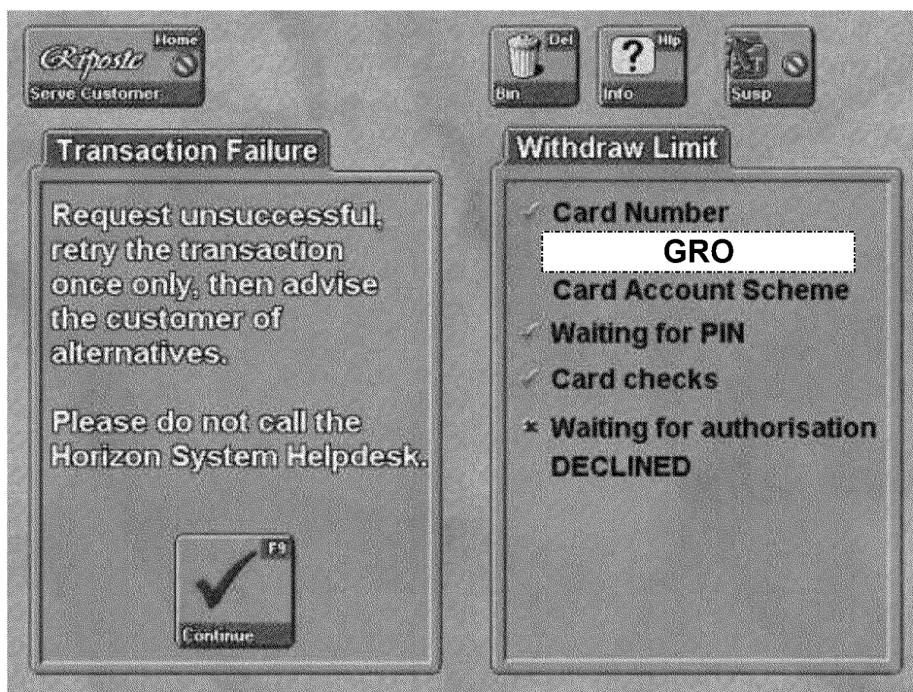 Riposte
Home
Serve Customer
Del
Bin
Hlp
?
Info
Susp
Transaction Failure
Request unsuccessful,
retry the transaction
once only, then advise
the customer of
alternatives.
Please do not call the
Horizon System Helpdesk.
F9
Continue
Withdraw Limit
Card Number
GRO
Card Account Scheme
Waiting for PIN
Card checks
Waiting for authorisation
DECLINED